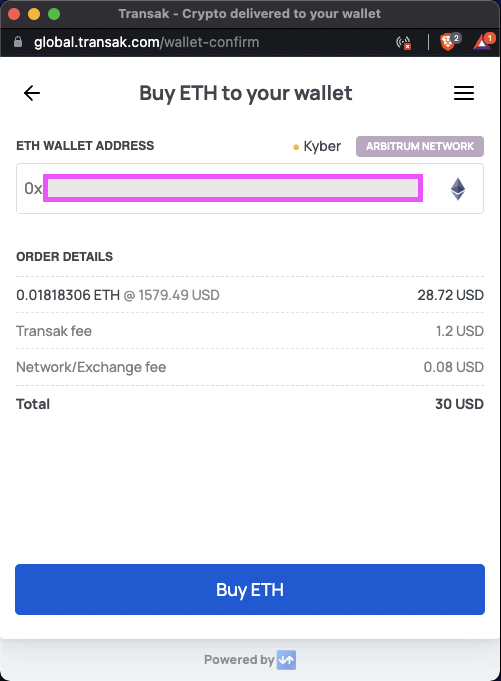 Transak - Crypto delivered to your wallet
global.transak.com/wallet-confirm
2
1
Buy ETH to your wallet
ETH WALLET ADDRESS
Kyber
ARBITRUM NETWORK
0x
ORDER DETAILS
0.01818306 ETH @ 1579.49 USD 28.72 USD
Transak fee 1.2 USD
Network/Exchange fee 0.08 USD
Total 30 USD
Buy ETH
Powered by